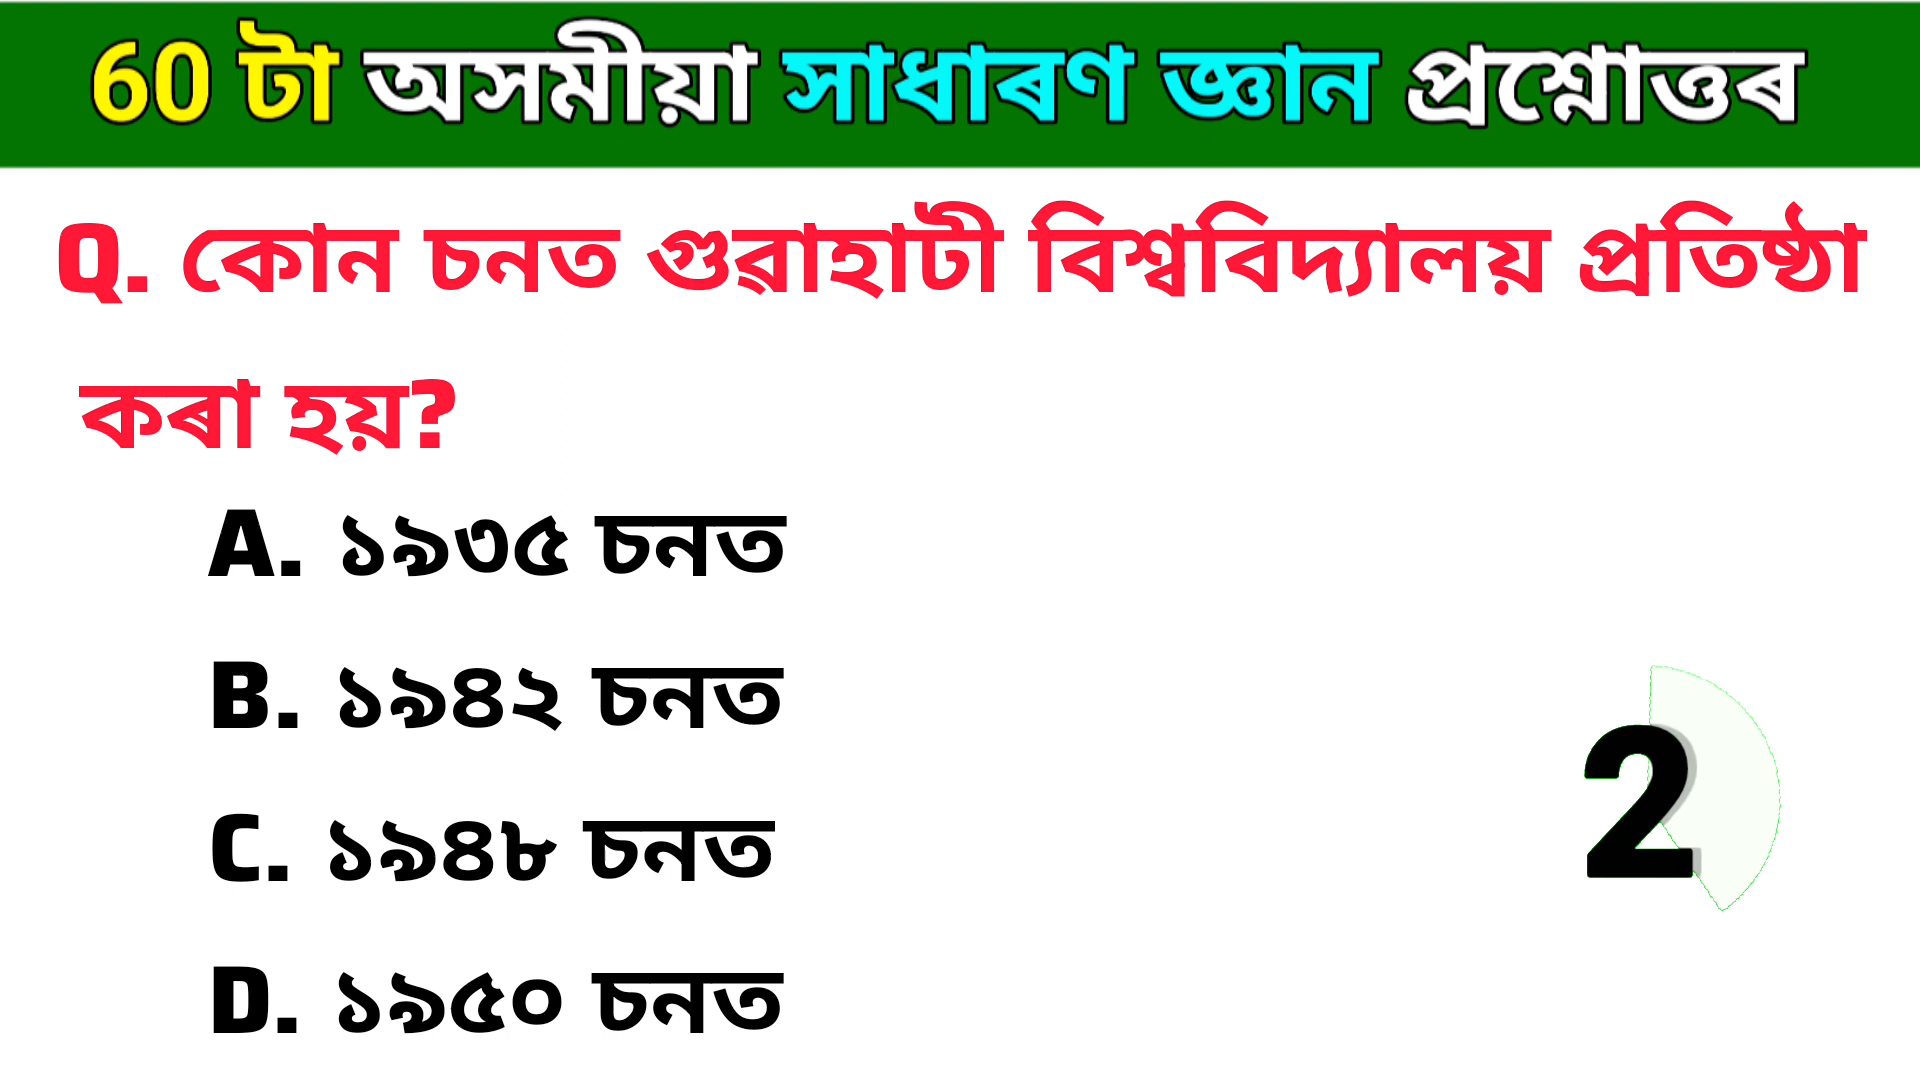 60 টা অসমীয়া সাধাৰণ জ্ঞান প্ৰশ্নোত্তৰ
Q. কোন চনত গুৱাহাটী বিশ্ববিদ্যালয় প্ৰতিষ্ঠা
কৰা হয়?
A. ১৯৩৫ চনত
B. ১৯৪২ চনত
C. ১৯৪৮ চনত
D. ১৯৫০ চনত
2